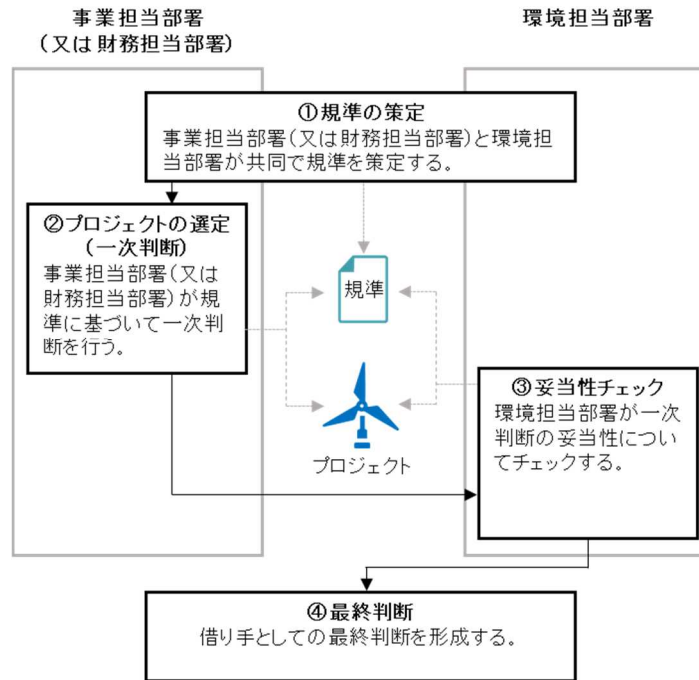 事業担当部署
(又は財務担当部署)
環境担当部署
①規準の策定
事業担当部署(又は財務担当部署)と環境担
当部署が共同で規準を策定する。
②プロジェクトの選定
(一次判断)
事業担当部署(又は
財務担当部署)が規
準に基づいて一次判
断を行う。
規準
プロジェクト
③妥当性チェック
環境担当部署が一次
判断の妥当性につい
てチェックする。
④最終判断
借り手としての最終判断を形成する。